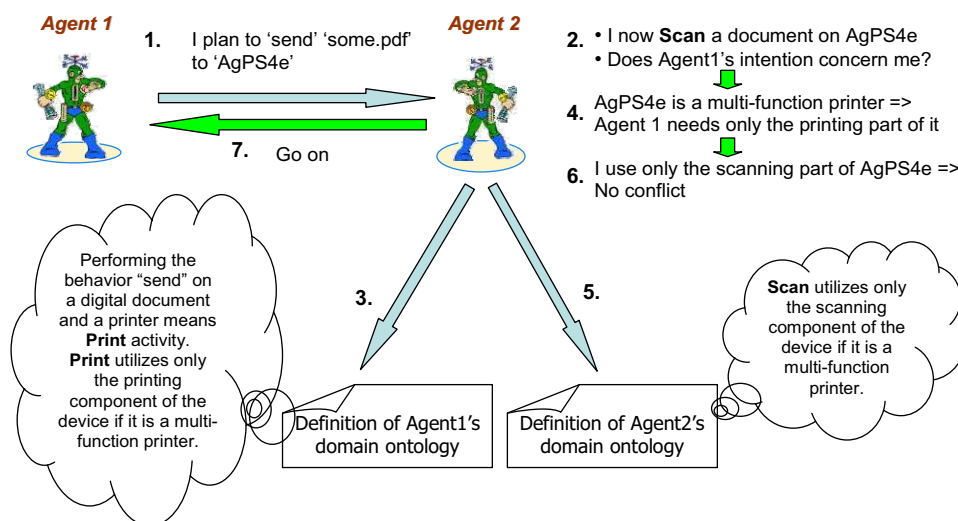 Agent 1
Agent 2
1. I plan to ‘send’ ‘some.pdf’
to ‘AgPS4e’
7. Go on
2. • I now Scan a document on AgPS4e
• Does Agent1’s intention concern me?
4. AgPS4e is a multi-function printer =>
Agent 1 needs only the printing part of it
6. I use only the scanning part of AgPS4e =>
No conflict
3.
5.
Performing the
behavior “send” on
a digital document
and a printer means
Print activity.
Print utilizes only
the printing
component of the
device if it is a multi-
function printer.
Scan utilizes only
the scanning
component of the
device if it is a
multi-function
printer.
Definition of Agent1’s
domain ontology
Definition of Agent2’s
domain ontology